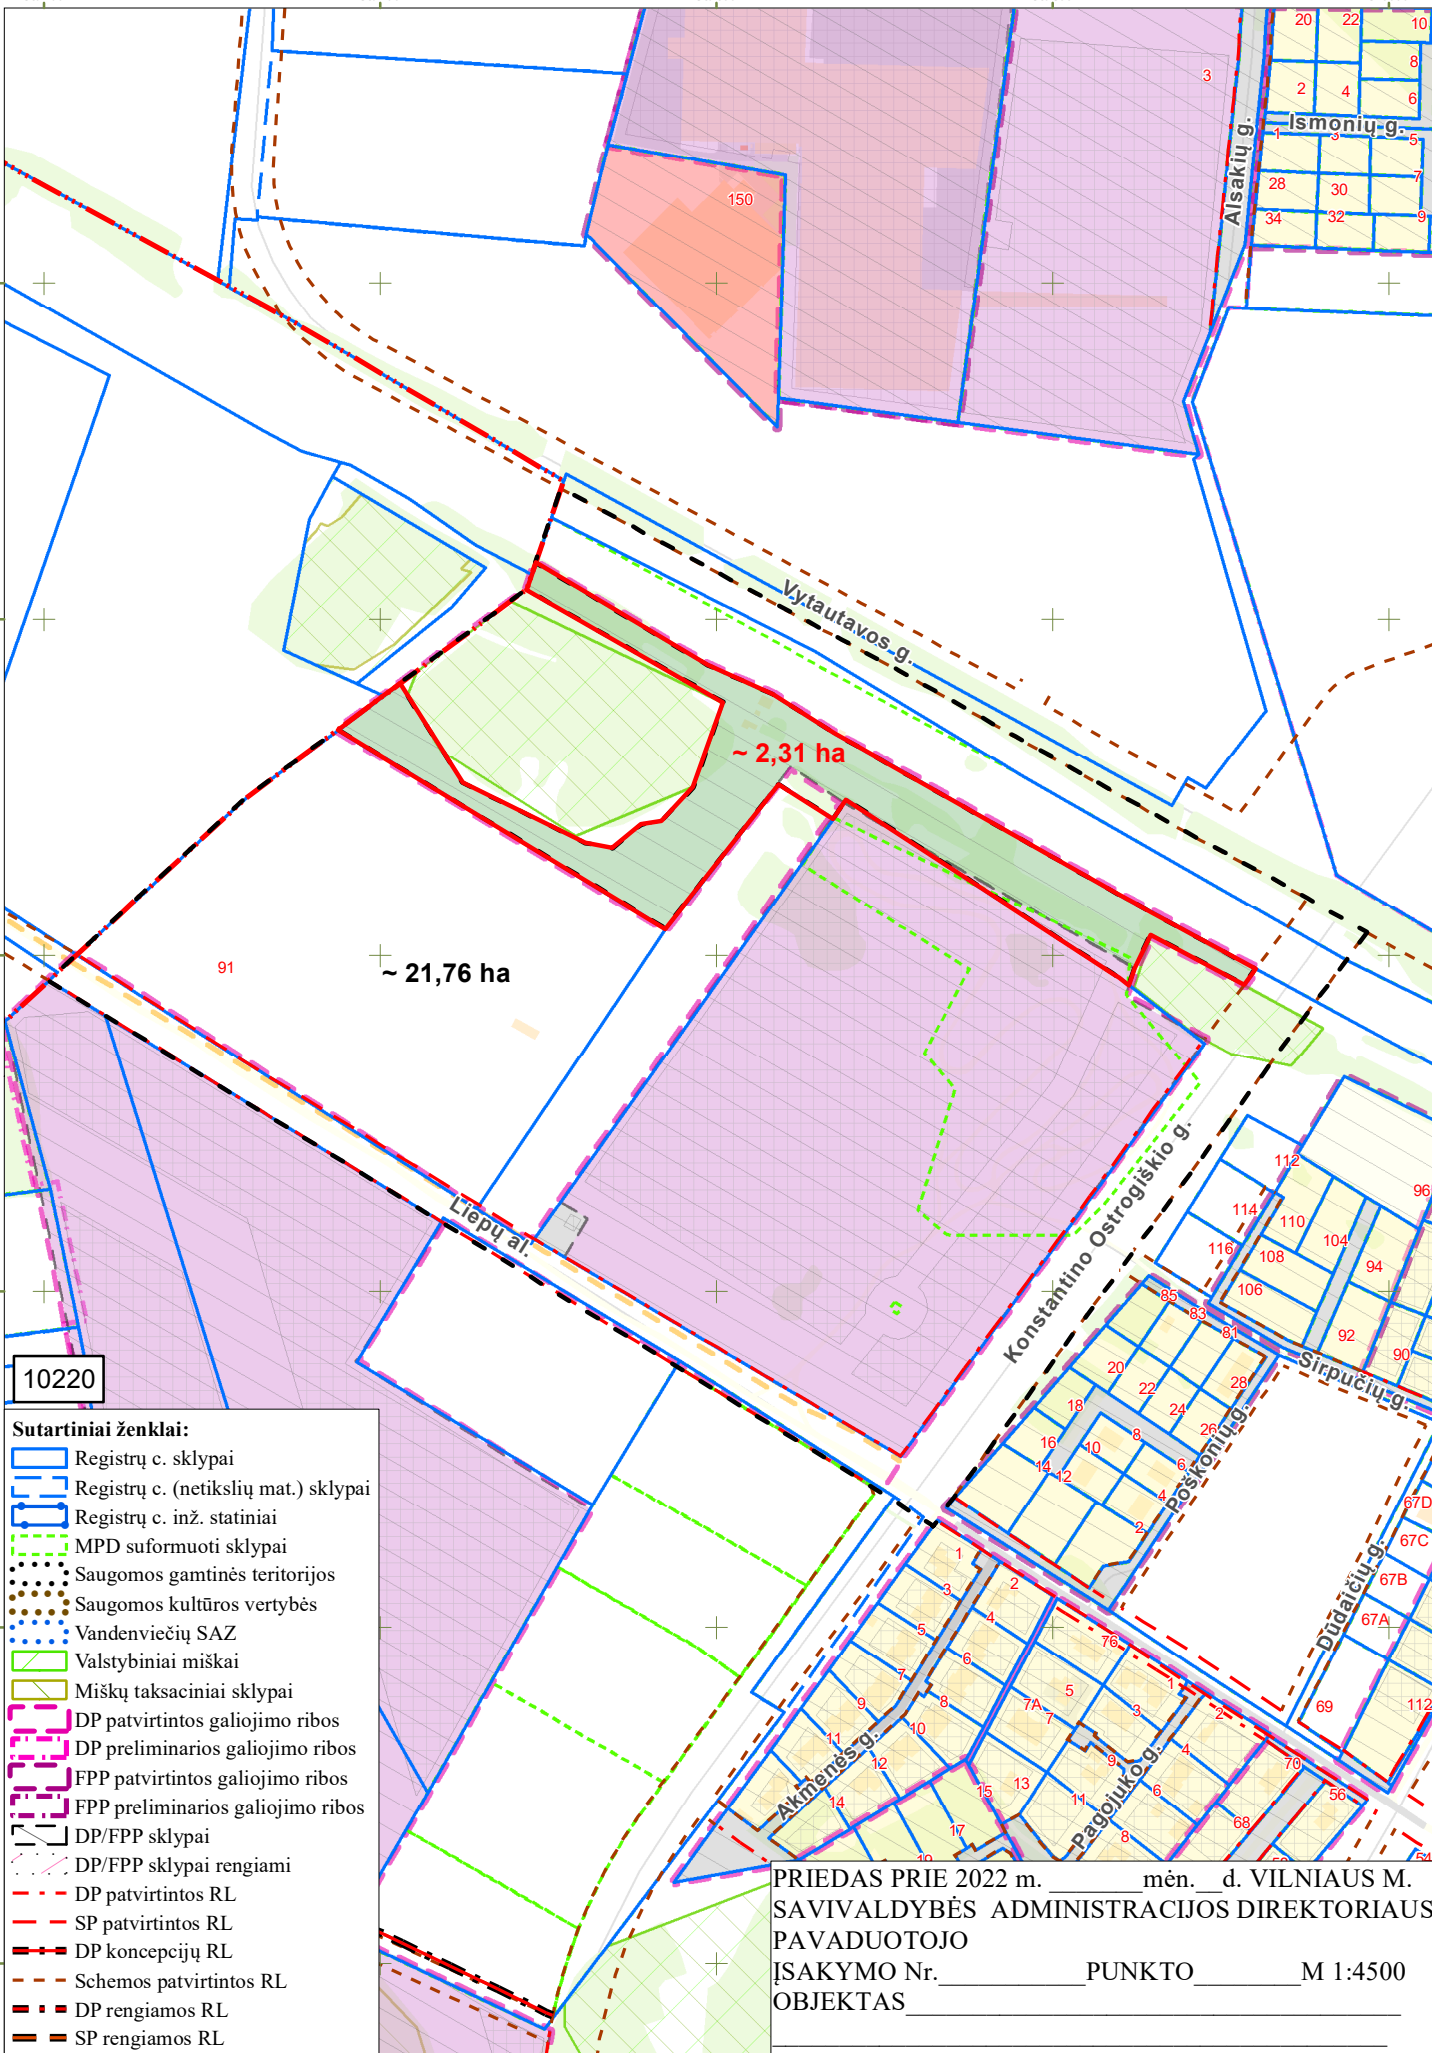 20
22
10
3
8
2
4
6
Ismonių g.
1
3
5
Alsakių g.
7
28
30
150
34
32
9
Vytautavos g.
~ 2,31 ha
91
~ 21,76 ha
Konstantino Ostrogiškio g.
112
96
114
110
104
116
108
94
Liepų al.
106
85
83
81
92
90
Sirpučių g.
10220
20
22
28
18
24
26
8
16
10
6
14
12
4
Poškonių g.
2
67D
67C
67B
67A
Dūdaičių g.
1
2
3
4
5
76
6
7
5
1
9
8
7A
7
3
2
69
112
11
10
4
Akmenės g.
12
9
70
15
13
6
56
14
11
Pagojuko g.
68
17
8
19
54
Sutartiniai ženklai:
Registrų c. sklypai
Registrų c. (netikslių mat.) sklypai
Registrų c. inž. statiniai
MPD suformuoti sklypai
Saugomos gamtinės teritorijos
Saugomos kultūros vertybės
Vandenviečių SAZ
Valstybiniai miškai
Miškų taksaciniai sklypai
DP patvirtintos galiojimo ribos
DP preliminarios galiojimo ribos
FPP patvirtintos galiojimo ribos
FPP preliminarios galiojimo ribos
DP/FPP sklypai
DP/FPP sklypai rengiami
DP patvirtintos RL
SP patvirtintos RL
DP koncepcijų RL
Schemos patvirtintos RL
DP rengiamos RL
SP rengiamos RL
PRIEDAS PRIE 2022 m. _______mėn.__d. VILNIAUS M.
SAVIVALDYBĖS ADMINISTRACIJOS DIREKTORIAUS
PAVADUOTOJO
ĮSAKYMO Nr.___________PUNKTO________M 1:4500
OBJEKTAS_____________________________________